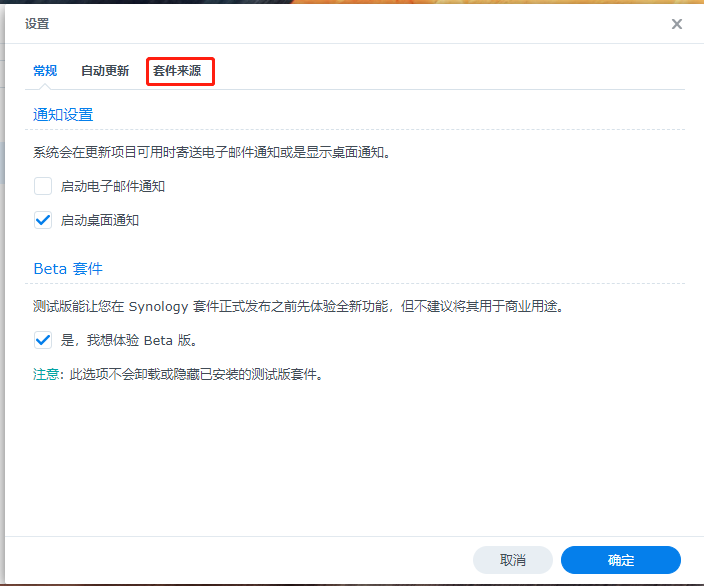 设置
常规 自动更新 套件来源
通知设置
系统会在更新项目可用时寄送电子邮件通知或是显示桌面通知。
启动电子邮件通知
启动桌面通知
Beta 套件
测试版能让您在 Synology 套件正式发布之前先体验全新功能，但不建议将其用于商业用途。
是，我想体验 Beta 版。
注意: 此选项不会卸载或隐藏已安装的测试版套件。
取消 确定